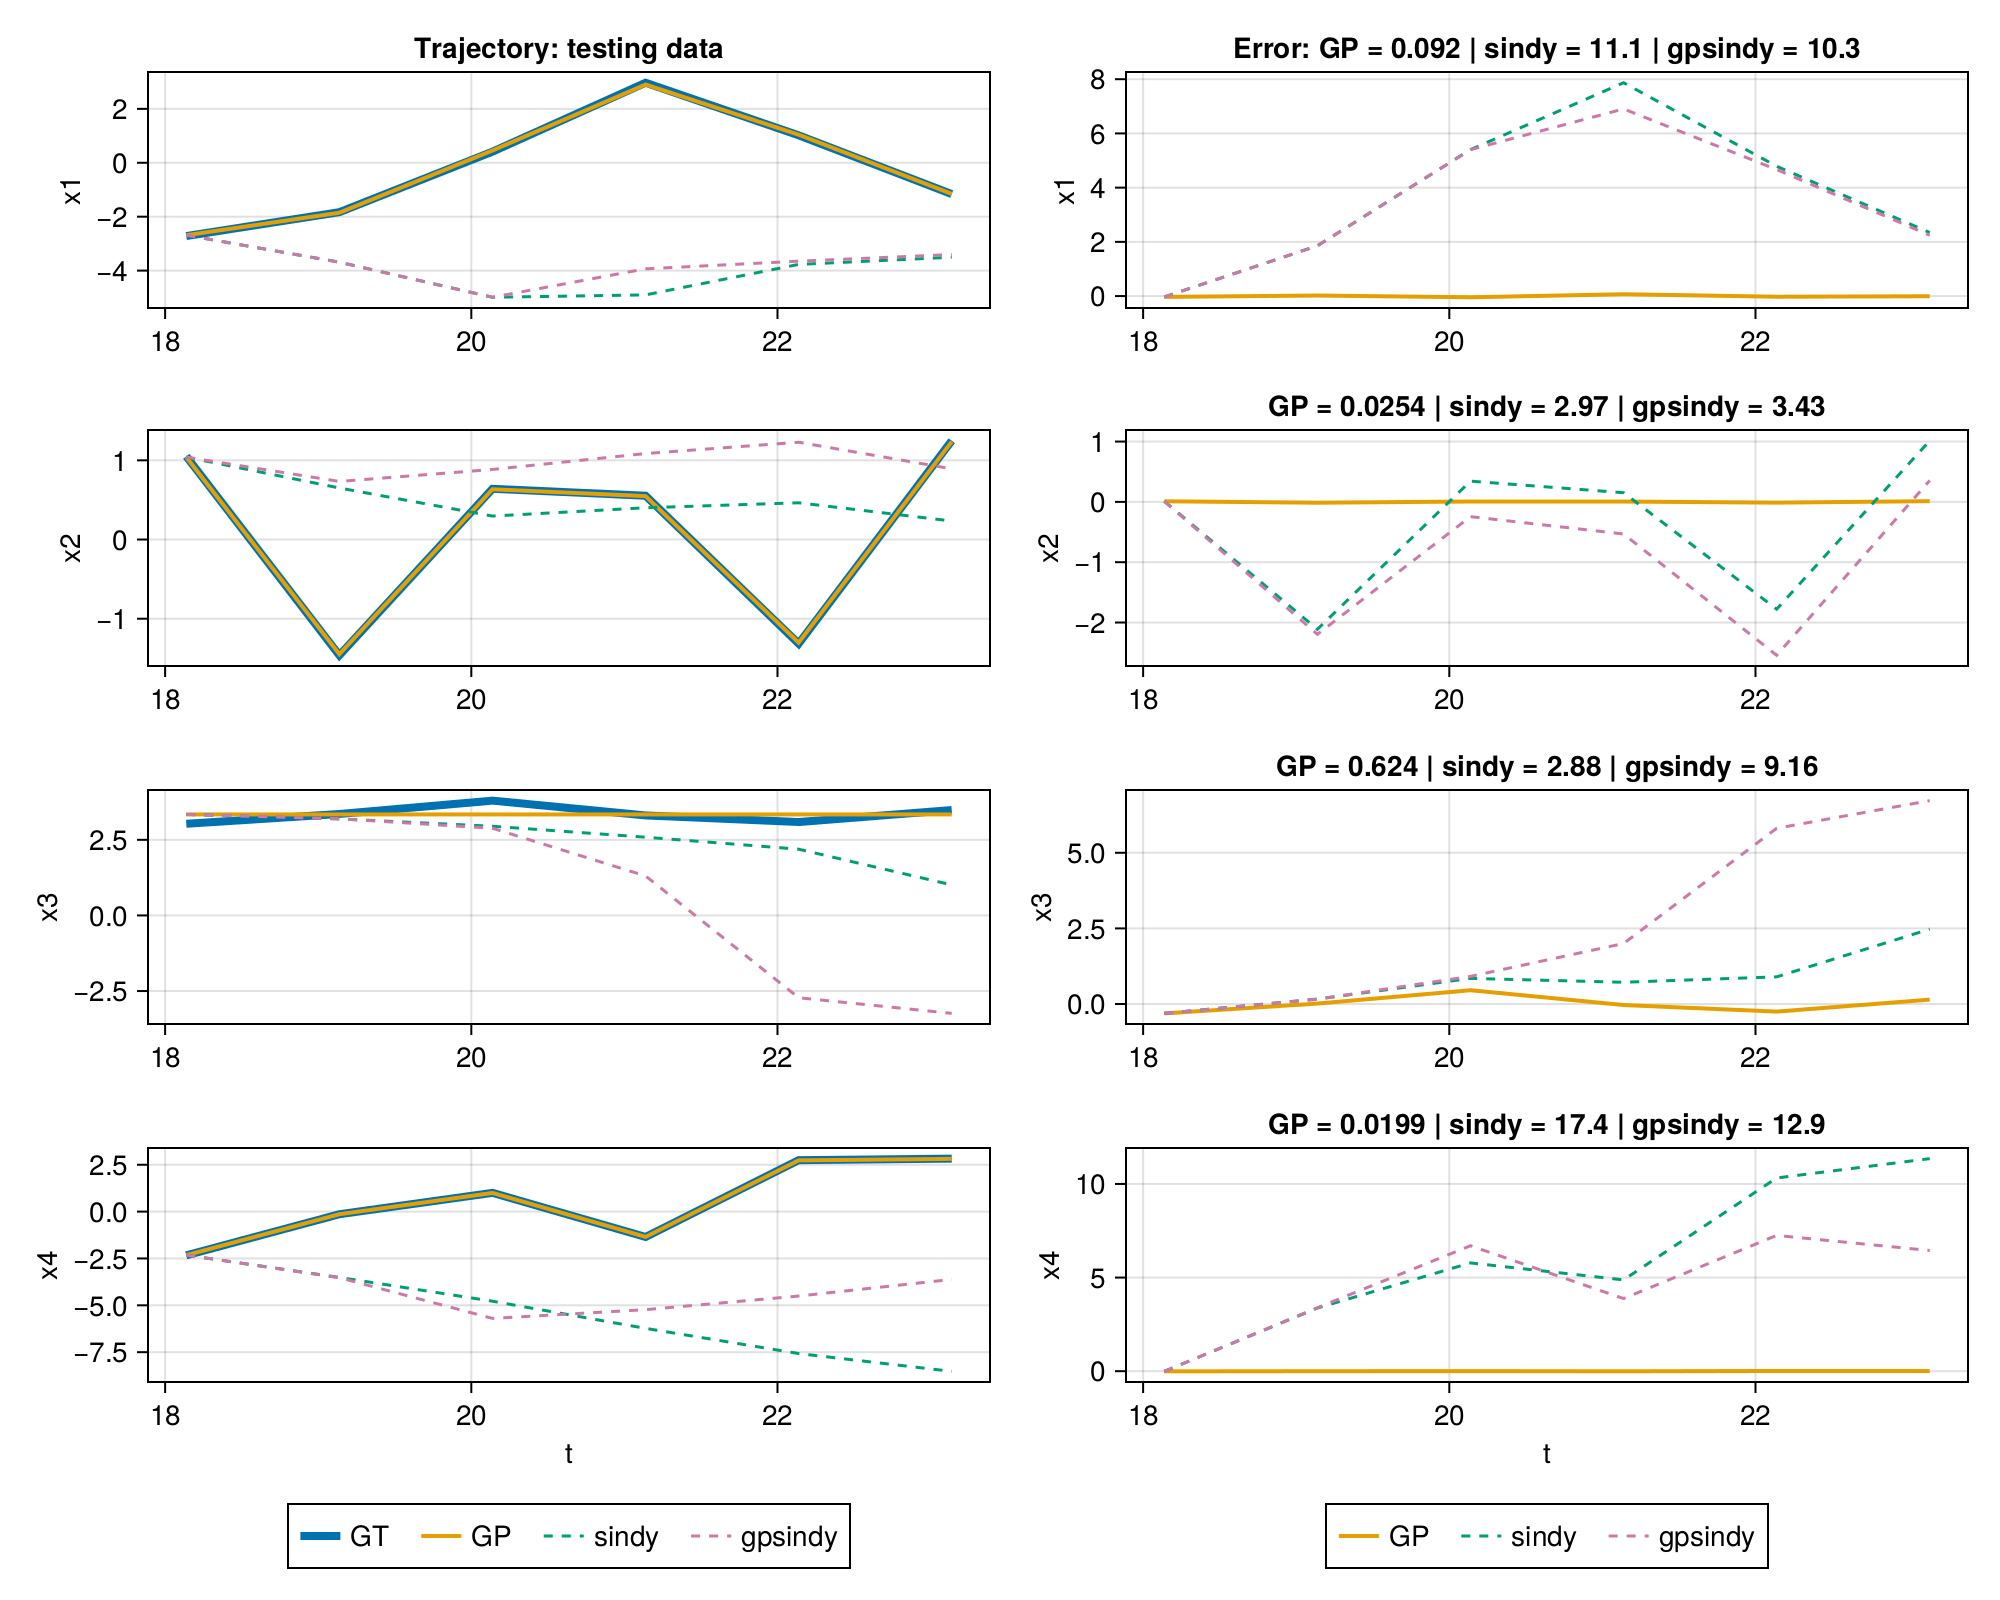 Trajectory: testing data
2
0
−2
−4
x1
18 20 22
Error: GP = 0.092 | sindy = 11.1 | gpsindy = 10.3
8
6
4
2
0
x1
18 20 22
1
0
−1
x2
18 20 22
GP = 0.0254 | sindy = 2.97 | gpsindy = 3.43
1
0
−1
−2
x2
18 20 22
2.5
0.0
−2.5
x3
18 20 22
GP = 0.624 | sindy = 2.88 | gpsindy = 9.16
5.0
2.5
0.0
x3
18 20 22
2.5
0.0
−2.5
−5.0
−7.5
x4
18 20 22
t
GP = 0.0199 | sindy = 17.4 | gpsindy = 12.9
10
5
0
x4
18 20 22
t
GT GP sindy gpsindy
GP sindy gpsindy